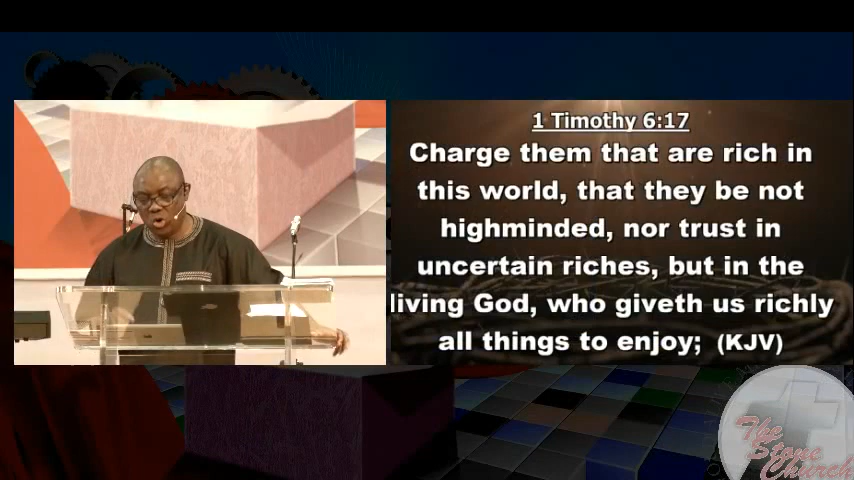 1 Timothy 6:17
Charge them that are rich in
this world, that they be not
highminded, nor trust in
uncertain riches, but in the
living God, who giveth us richly
all things to enjoy; (KJV)
The
Stone
Church